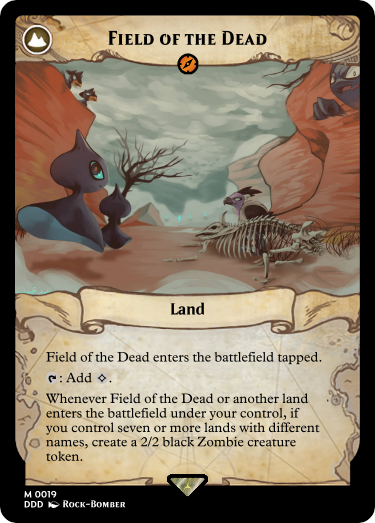 Field of the Dead
Land
Field of the Dead enters the battlefield tapped.
: Add .
Whenever Field of the Dead or another land
enters the battlefield under your control, if
you control seven or more lands with different
names, create a 2/2 black Zombie creature
token.
M 0019
DDD Rock-Bomber